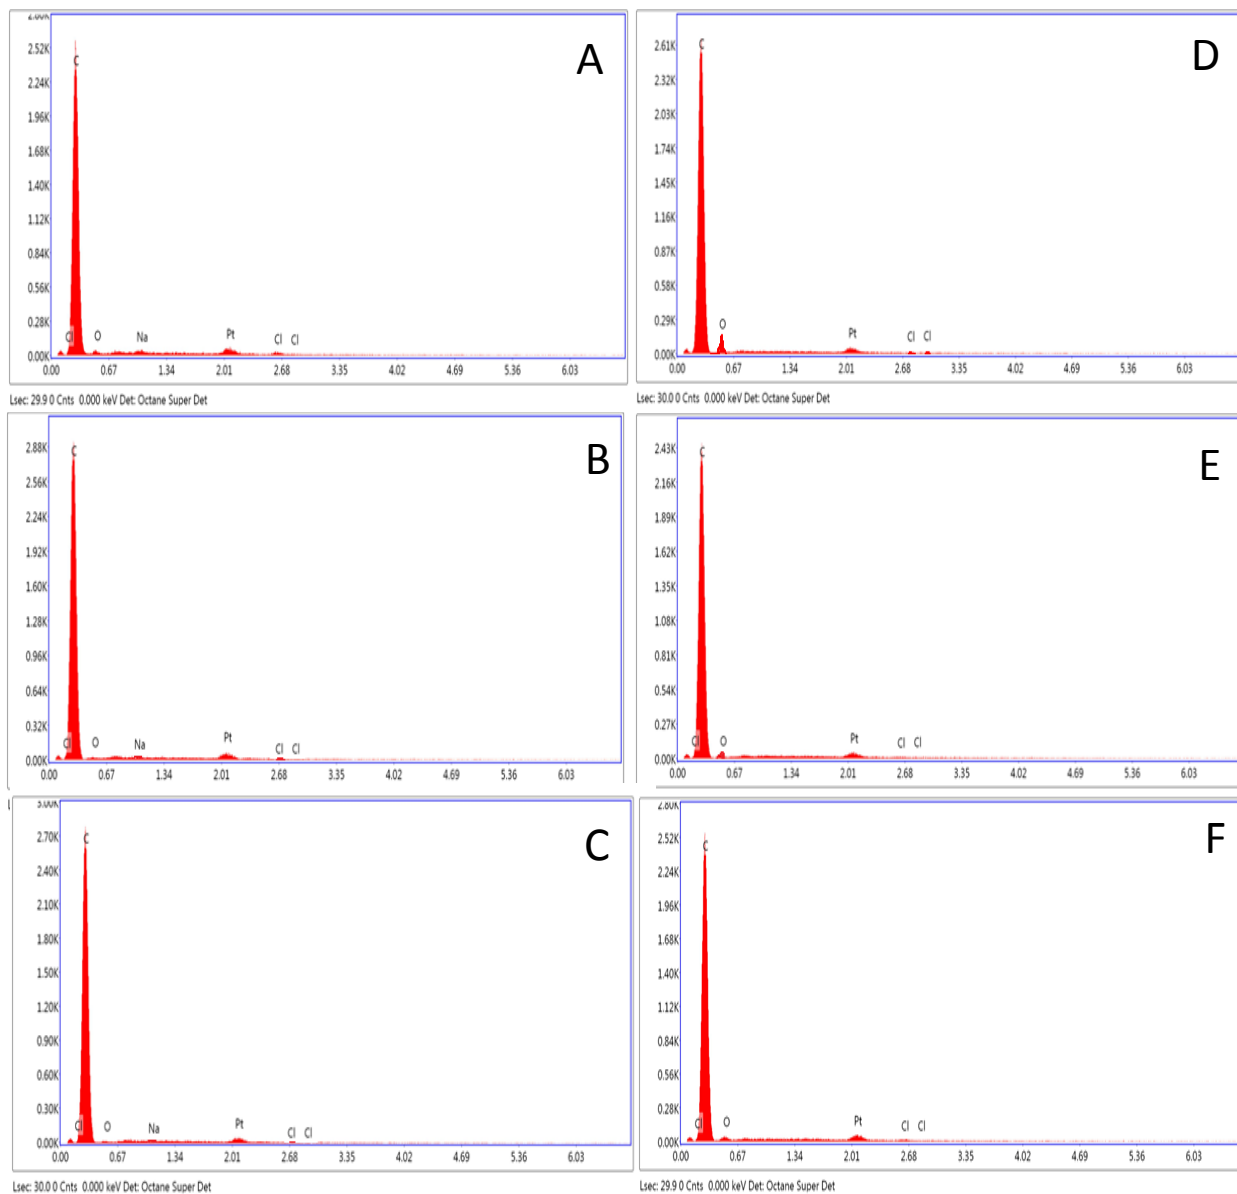 2.80K
2.52K
2.24K
1.96K
1.68K
1.40K
1.12K
0.84K
0.56K
0.28K
0.00K
C
A
Cl O Na Pt Cl Cl
0.00 0.67 1.34 2.01 2.68 3.35 4.02 4.69 5.36 6.03
Lsec: 29.9 0 Cnts 0.000 keV Det: Octane Super Det
2.61K
2.32K
2.03K
1.74K
1.45K
1.16K
0.87K
0.58K
0.29K
0.00K
C
D
O Pt Cl Cl
0.00 0.67 1.34 2.01 2.68 3.35 4.02 4.69 5.36 6.03
Lsec: 30.0 0 Cnts 0.000 keV Det: Octane Super Det
2.88K
2.56K
2.24K
1.92K
1.60K
1.28K
0.96K
0.64K
0.32K
0.00K
C
B
Cl O Na Pt Cl Cl
0.00 0.67 1.34 2.01 2.68 3.35 4.02 4.69 5.36 6.03
2.43K
2.16K
1.89K
1.62K
1.35K
1.08K
0.81K
0.54K
0.27K
0.00K
C
E
Cl O Pt Cl Cl
0.00 0.67 1.34 2.01 2.68 3.35 4.02 4.69 5.36 6.03
3.00K
2.70K
2.40K
2.10K
1.80K
1.50K
1.20K
0.90K
0.60K
0.30K
0.00K
C
C
Cl O Na Pt Cl Cl
0.00 0.67 1.34 2.01 2.68 3.35 4.02 4.69 5.36 6.03
Lsec: 30.0 0 Cnts 0.000 keV Det: Octane Super Det
2.80K
2.52K
2.24K
1.96K
1.68K
1.40K
1.12K
0.84K
0.56K
0.28K
0.00K
C
F
Cl O Pt Cl Cl
0.00 0.67 1.34 2.01 2.68 3.35 4.02 4.69 5.36 6.03
Lsec: 29.9 0 Cnts 0.000 keV Det: Octane Super Det